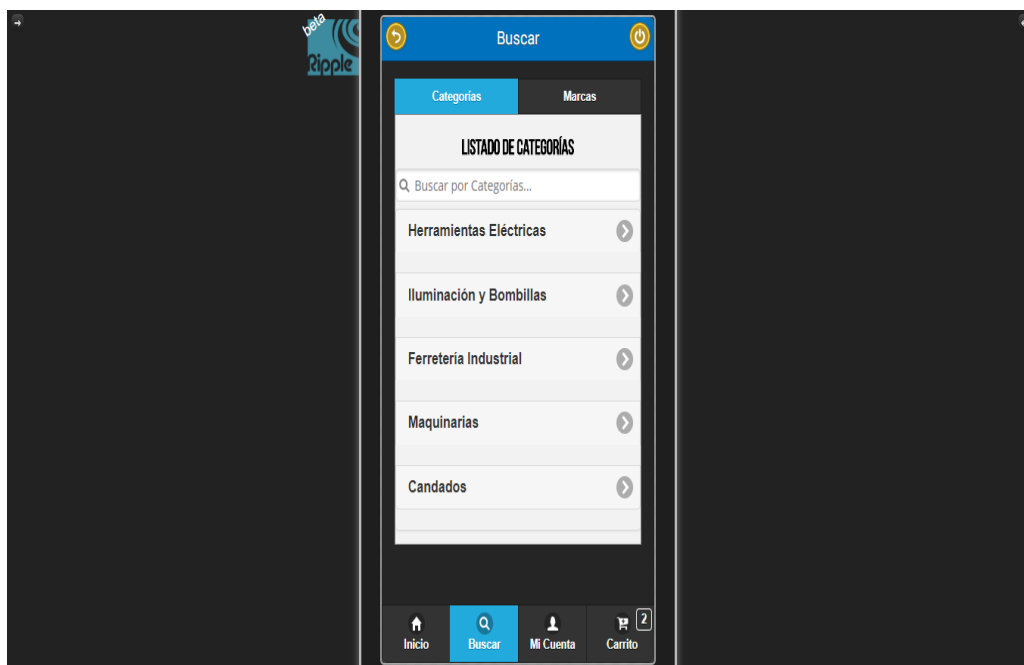 beta
Ripple
Buscar
Categorías Marcas
LISTADO DE CATEGORÍAS
Buscar por Categorías...
Herramientas Eléctricas
Iluminación y Bombillas
Ferretería Industrial
Maquinarias
Candados
2
Inicio Buscar Mi Cuenta Carrito